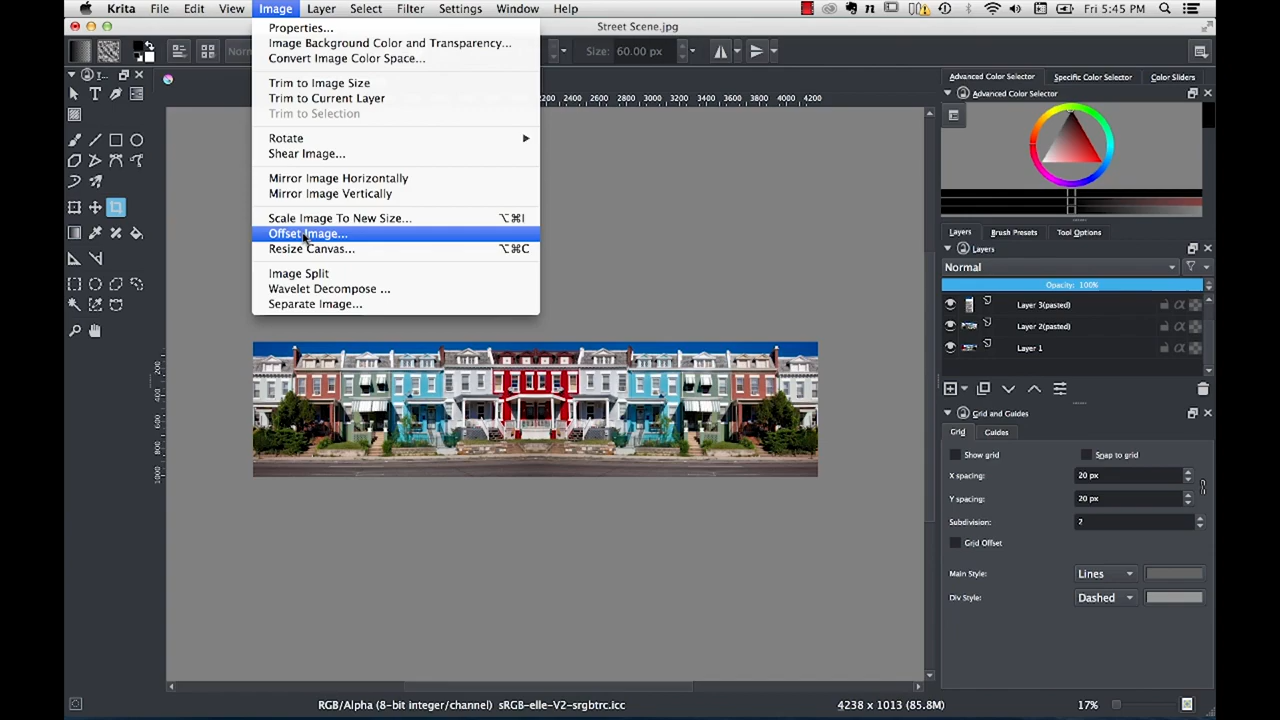 Krita File Edit View Image Layer Select Filter Settings Window Help Fri 5:45 PM
Street Scene.jpg
Properties...
Image Background Color and Transparency...
Convert Image Color Space...
Trim to Image Size
Trim to Current Layer
Trim to Selection
Rotate
Shear Image...
Mirror Image Horizontally
Mirror Image Vertically
Scale Image To New Size... ⌥⌘I
Offset Image...
Resize Canvas... ⌥⌘C
Image Split
Wavelet Decompose ...
Separate Image...
Size: 60.00 px
2200 2400 2600 2800 3000 3200 3400 3600 3800 4000 4200
200
400
600
800
1000
Advanced Color Selector Specific Color Selector Color Sliders
Advanced Color Selector
Layers Brush Presets Tool Options
Layers
Normal
Opacity: 100%
Layer 3(pasted)
Layer 2(pasted)
Layer 1
Grid and Guides
Grid Guides
Show grid Snap to grid
X spacing: 20 px
Y spacing: 20 px
Subdivision: 2
Grid Offset
Main Style: Lines
Div Style: Dashed
RGB/Alpha (8-bit integer/channel) sRGB-elle-V2-srgbtrc.icc 4238 x 1013 (85.8M) 17%